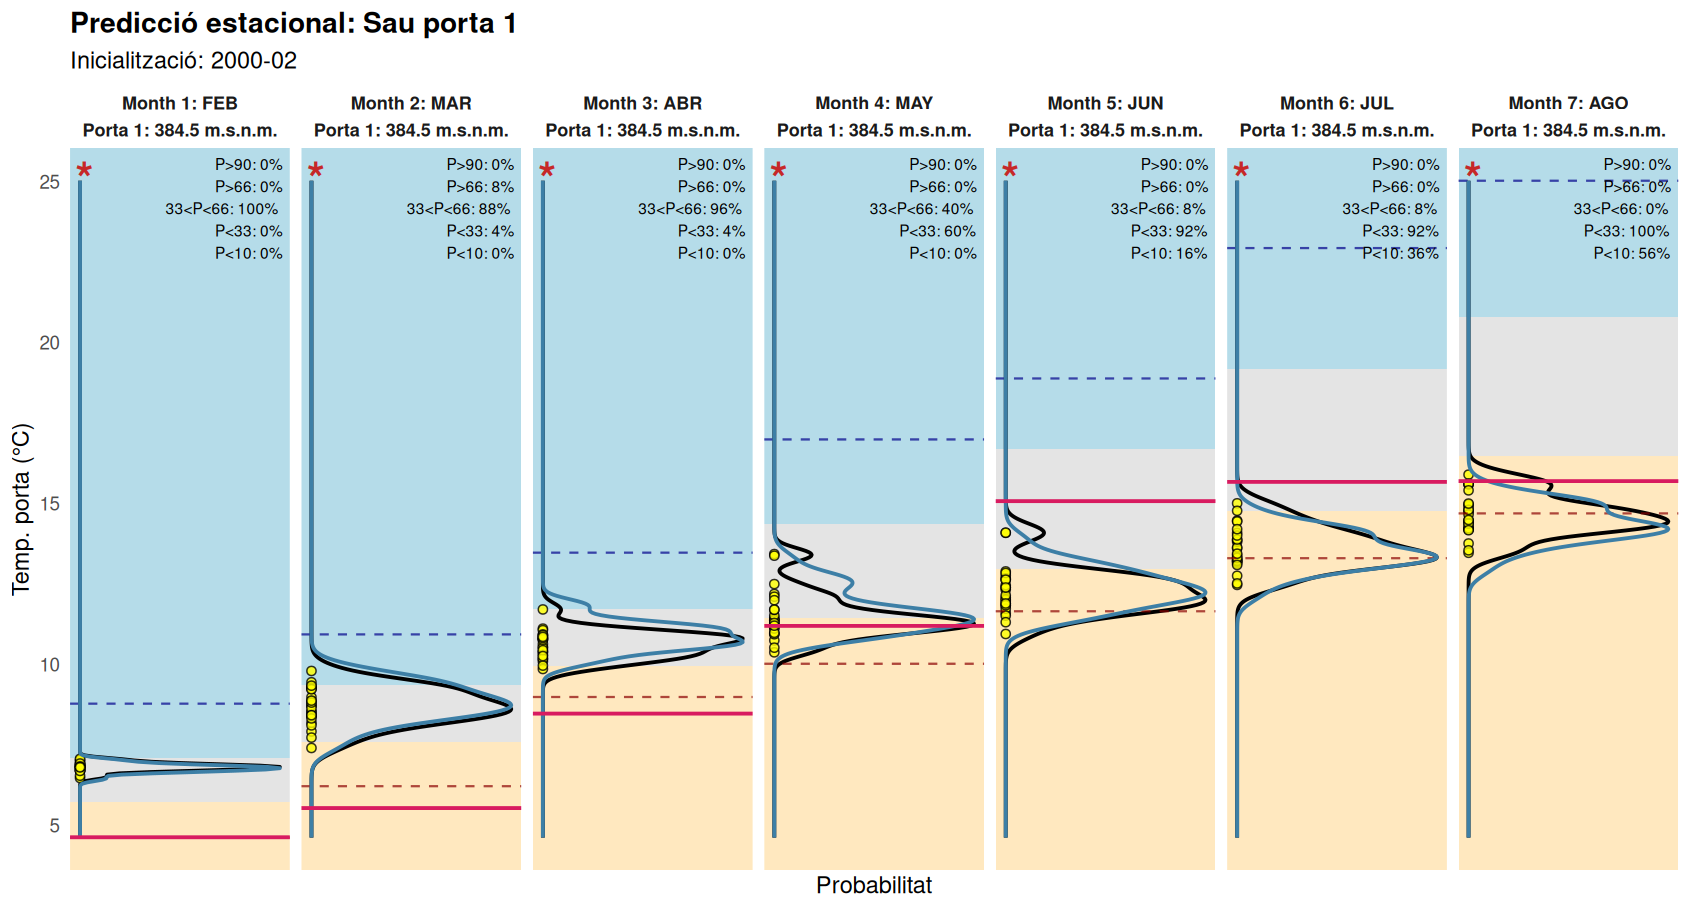 Predicció estacional: Sau porta 1
Inicialització: 2000-02
Month 1: FEB
Porta 1: 384.5 m.s.n.m.
Month 2: MAR
Porta 1: 384.5 m.s.n.m.
Month 3: ABR
Porta 1: 384.5 m.s.n.m.
Month 4: MAY
Porta 1: 384.5 m.s.n.m.
Month 5: JUN
Porta 1: 384.5 m.s.n.m.
Month 6: JUL
Porta 1: 384.5 m.s.n.m.
Month 7: AGO
Porta 1: 384.5 m.s.n.m.
Temp. porta (°C)
25
20
15
10
5
*
P>90: 0%
P>66: 0%
33<P<66: 100%
P<33: 0%
P<10: 0%
*
P>90: 0%
P>66: 8%
33<P<66: 88%
P<33: 4%
P<10: 0%
*
P>90: 0%
P>66: 0%
33<P<66: 96%
P<33: 4%
P<10: 0%
*
P>90: 0%
P>66: 0%
33<P<66: 40%
P<33: 60%
P<10: 0%
*
P>90: 0%
P>66: 0%
33<P<66: 8%
P<33: 92%
P<10: 16%
*
P>90: 0%
P>66: 0%
33<P<66: 8%
P<33: 92%
P<10: 36%
*
P>90: 0%
P>66: 0%
33<P<66: 0%
P<33: 100%
P<10: 56%
Probabilitat